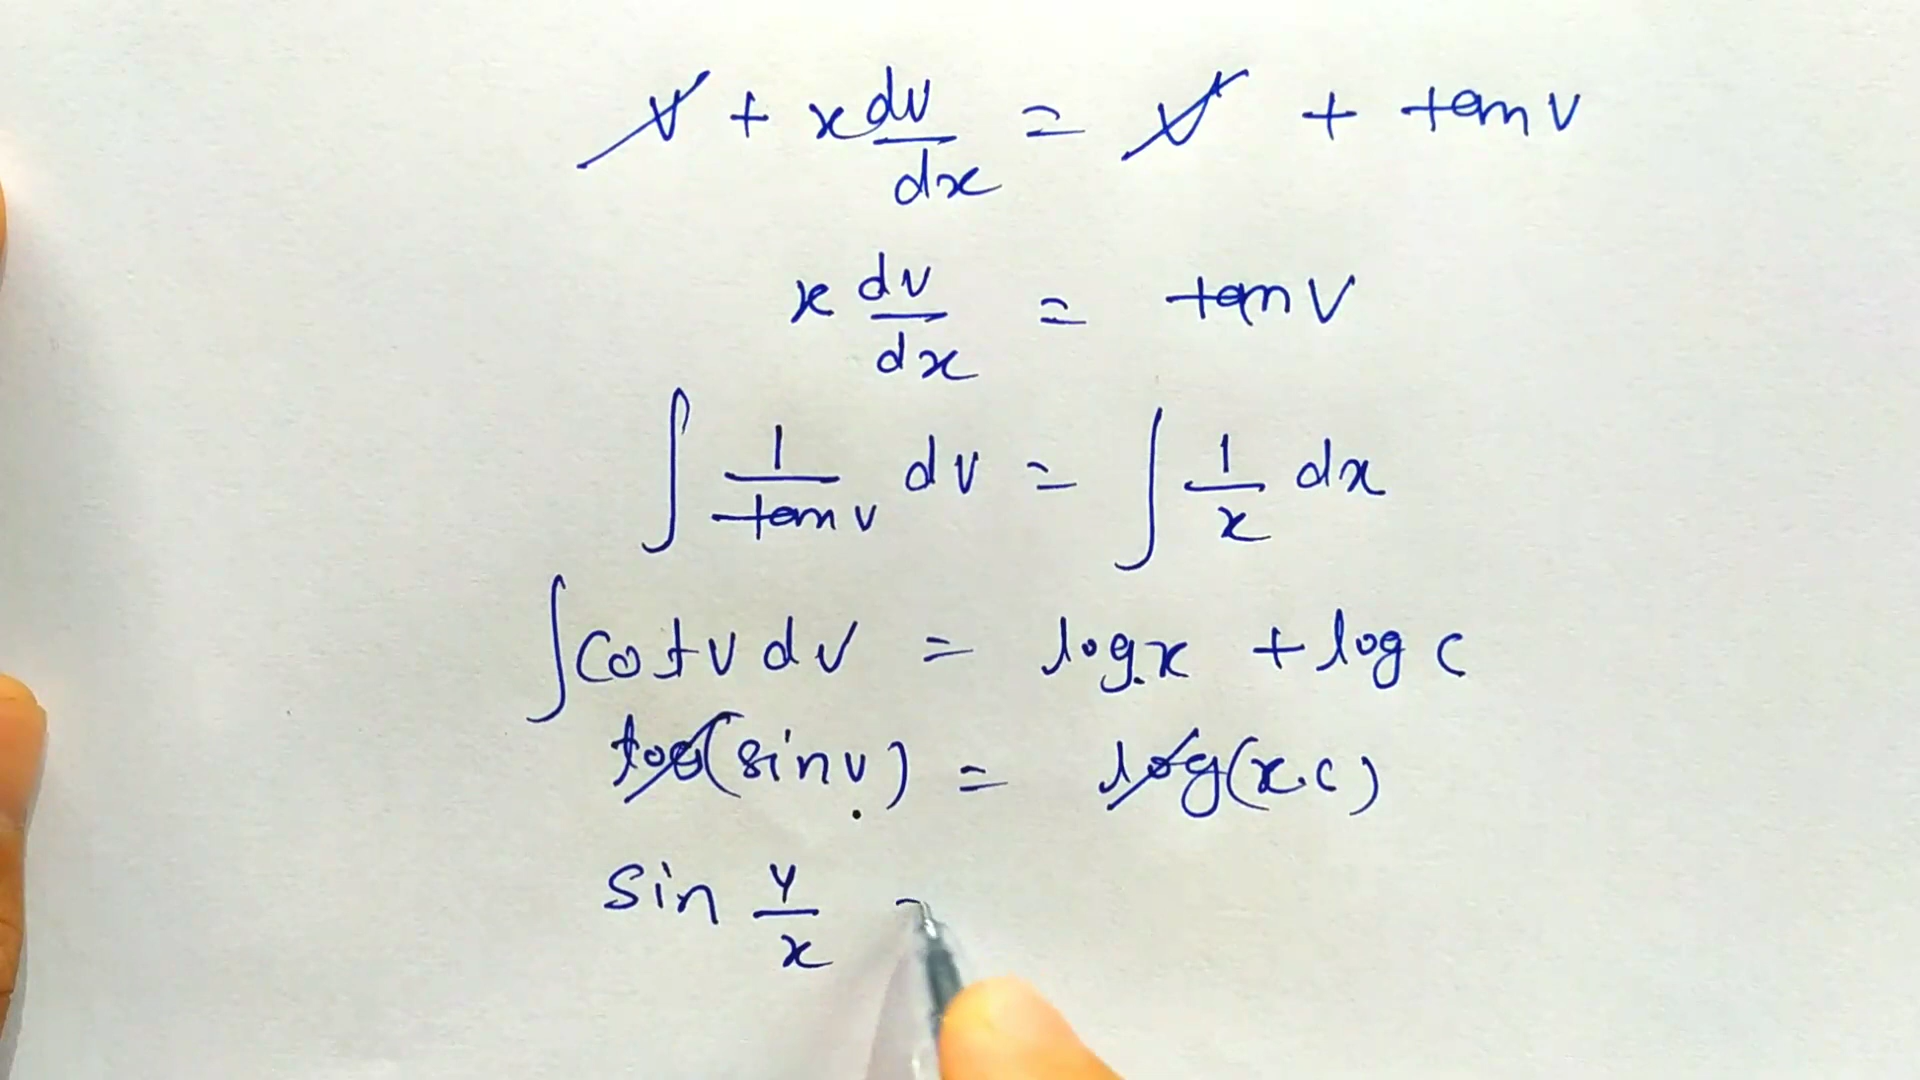 v + x dv/dx = v + tan v
x dv/dx = tan v
∫ 1/tan v dv = ∫ 1/x dx
∫ cot v dv = log x + log c
log(sin v) = log(x.c)
sin y/x =